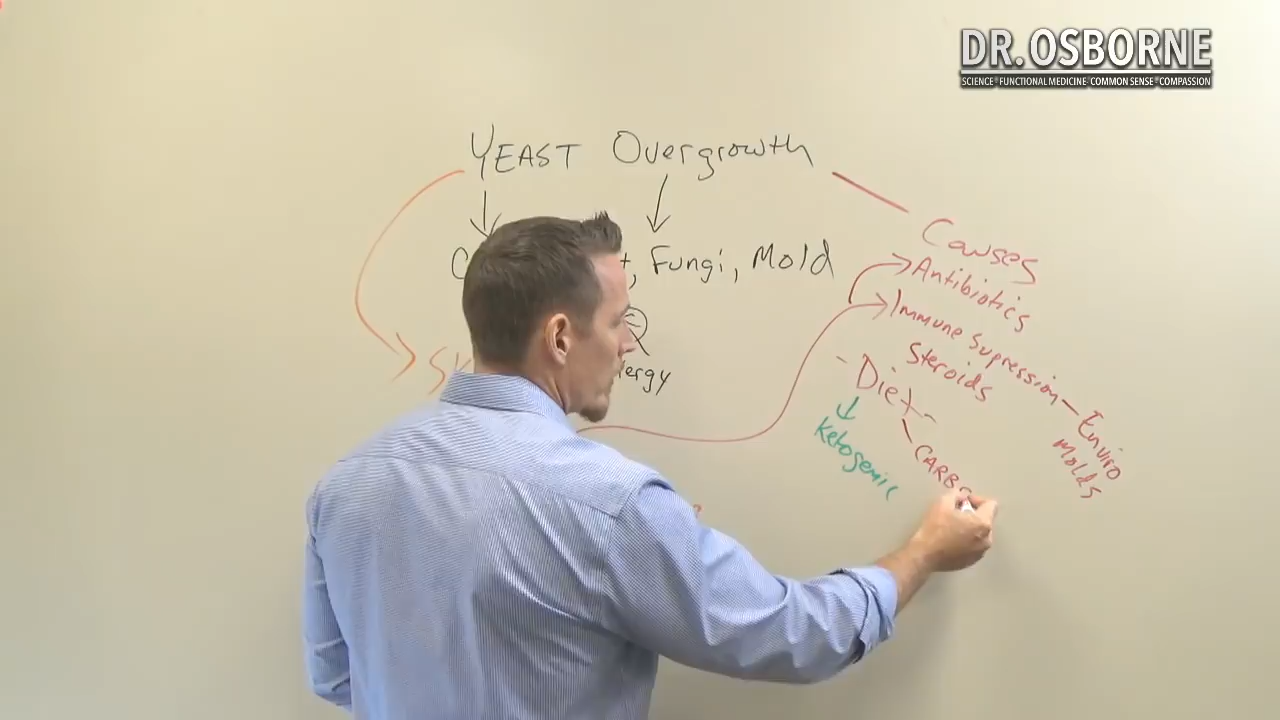 DR. OSBORNE
SCIENCE • FUNCTIONAL MEDICINE • COMMON SENSE • COMPASSION
YEAST Overgrowth
Fungi, Mold
Causes
Antibiotics
Immune Supression - Enviro Molds
Steroids
- Diet -
Ketogenic
CARBS